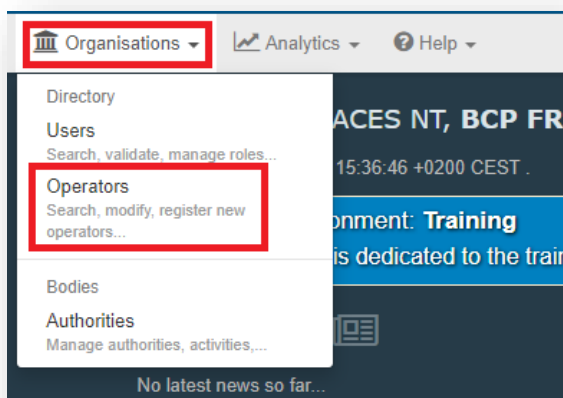 Organisations Analytics Help
Directory
Users
Search, validate, manage roles...
Operators
Search, modify, register new
operators...
Bodies
Authorities
Manage authorities, activities,...
ACES NT, BCP FR
15:36:46 +0200 CEST .
onment: Training
is dedicated to the train
No latest news so far...